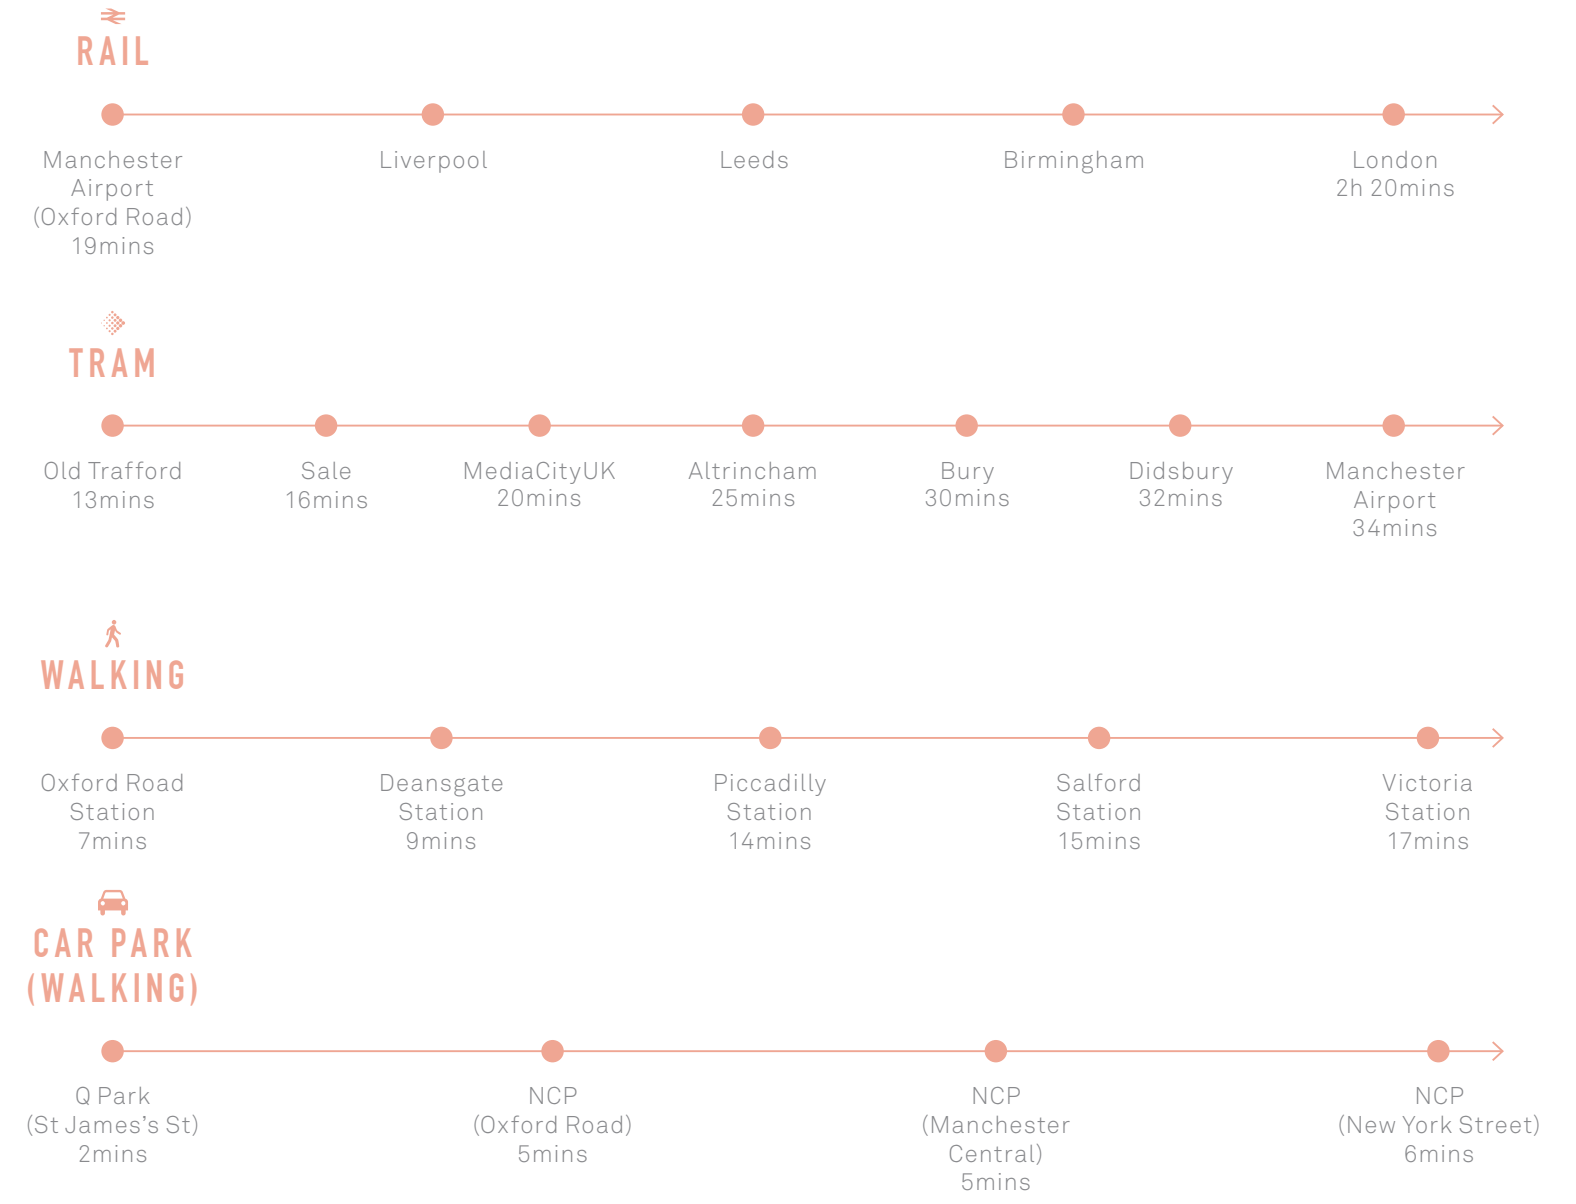 RAIL
Manchester
Airport
(Oxford Road)
19mins
Liverpool
Leeds
Birmingham
London
2h 20mins
TRAM
Old Trafford
13mins
Sale
16mins
MediaCityUK
20mins
Altrincham
25mins
Bury
30mins
Didsbury
32mins
Manchester
Airport
34mins
WALKING
Oxford Road
Station
7mins
Deansgate
Station
9mins
Piccadilly
Station
14mins
Salford
Station
15mins
Victoria
Station
17mins
CAR PARK
(WALKING)
Q Park
(St James’s St)
2mins
NCP
(Oxford Road)
5mins
NCP
(Manchester
Central)
5mins
NCP
(New York Street)
6mins